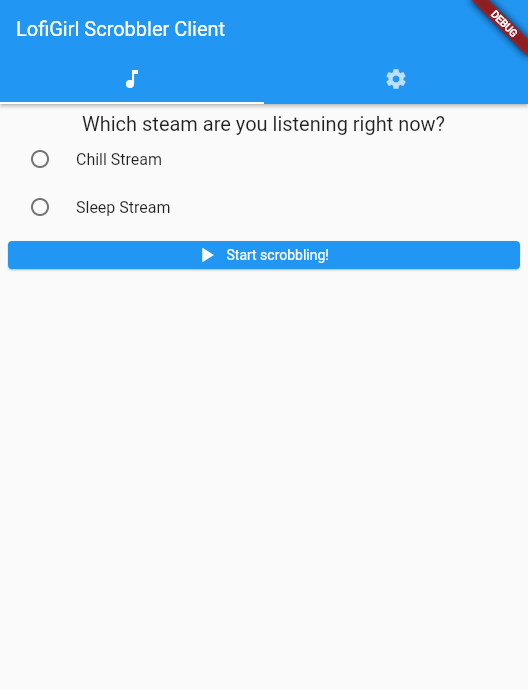 LofiGirl Scrobbler Client
DEBUG
Which steam are you listening right now?
Chill Stream
Sleep Stream
Start scrobbling!